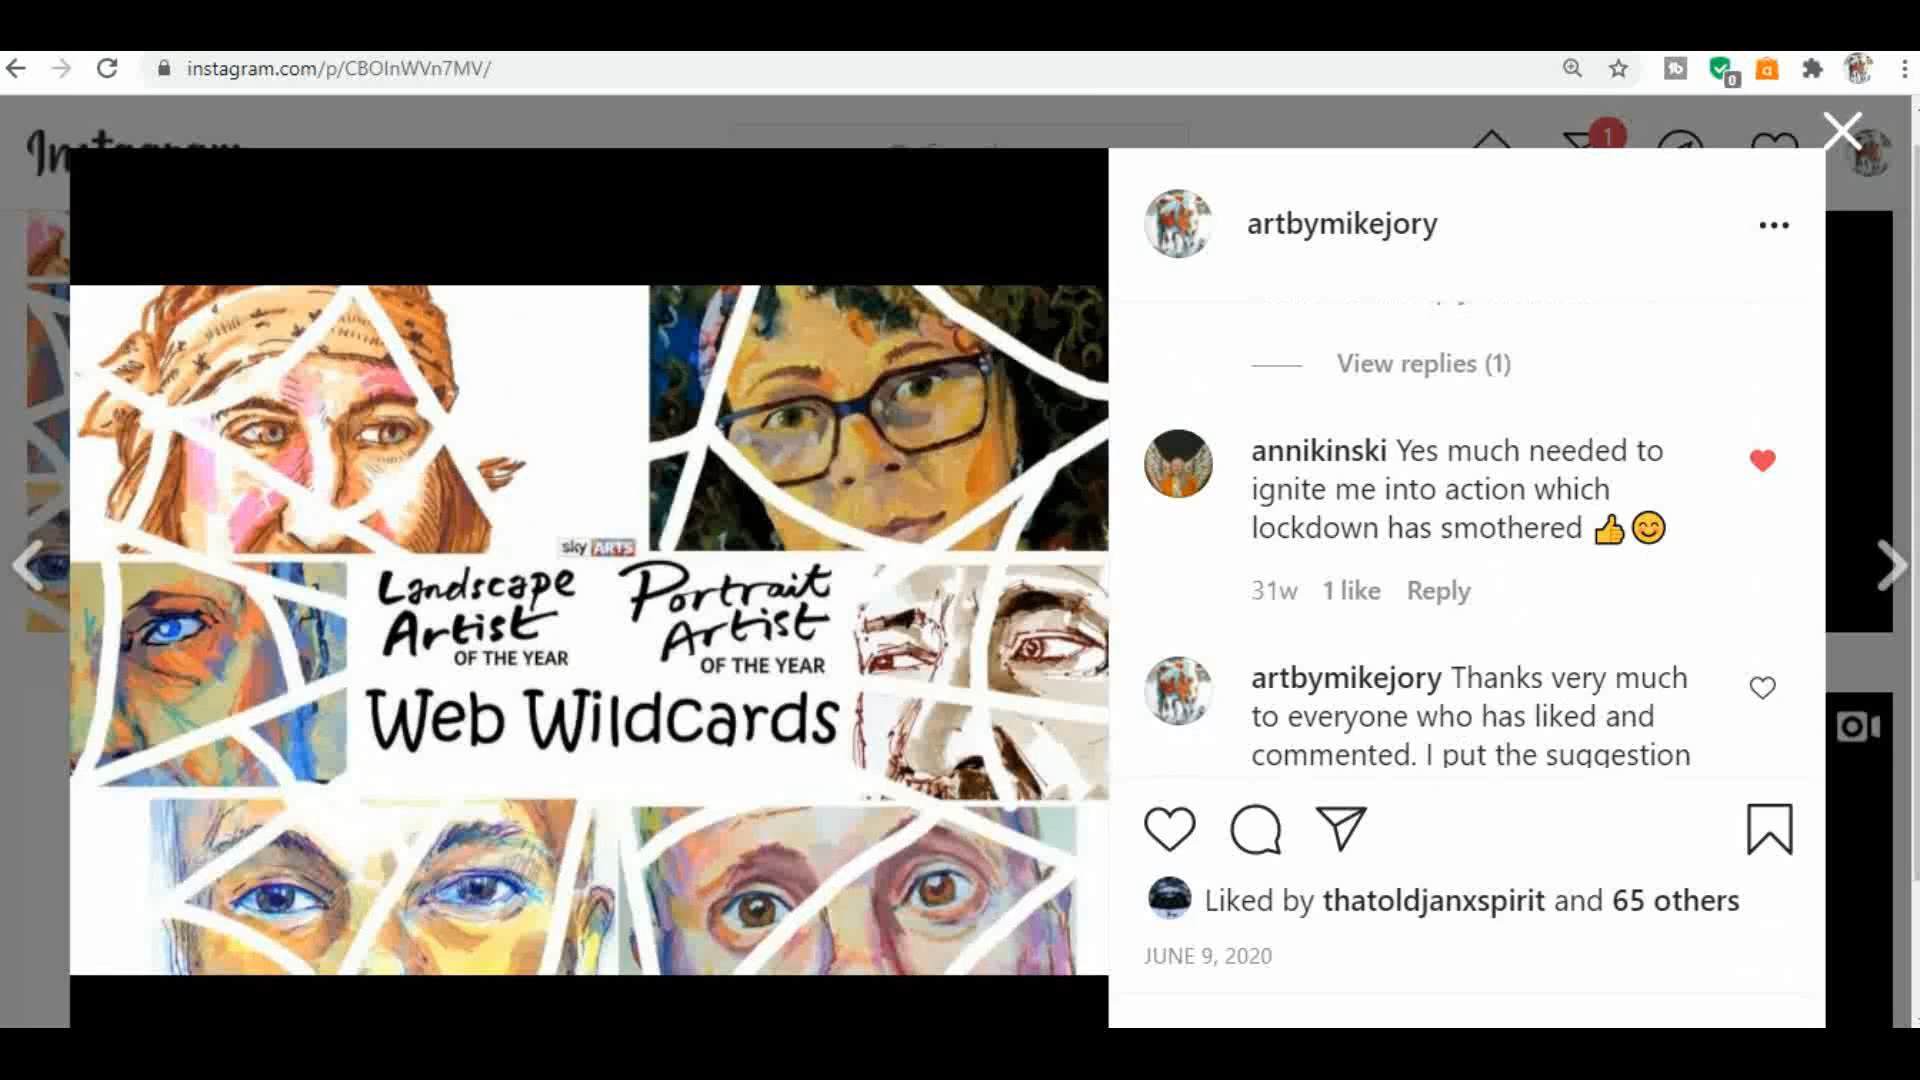 instagram.com/p/CBOInWVn7MV/
0
1
artbymikejory
View replies (1)
annikinski Yes much needed to
ignite me into action which
lockdown has smothered 👍😊
31w 1 like Reply
artbymikejory Thanks very much
to everyone who has liked and
commented. I put the suggestion
Liked by thatoldjanxspirit and 65 others
JUNE 9, 2020
sky ARTS
Landscape
Artist
OF THE YEAR
Portrait
Artist
OF THE YEAR
Web Wildcards